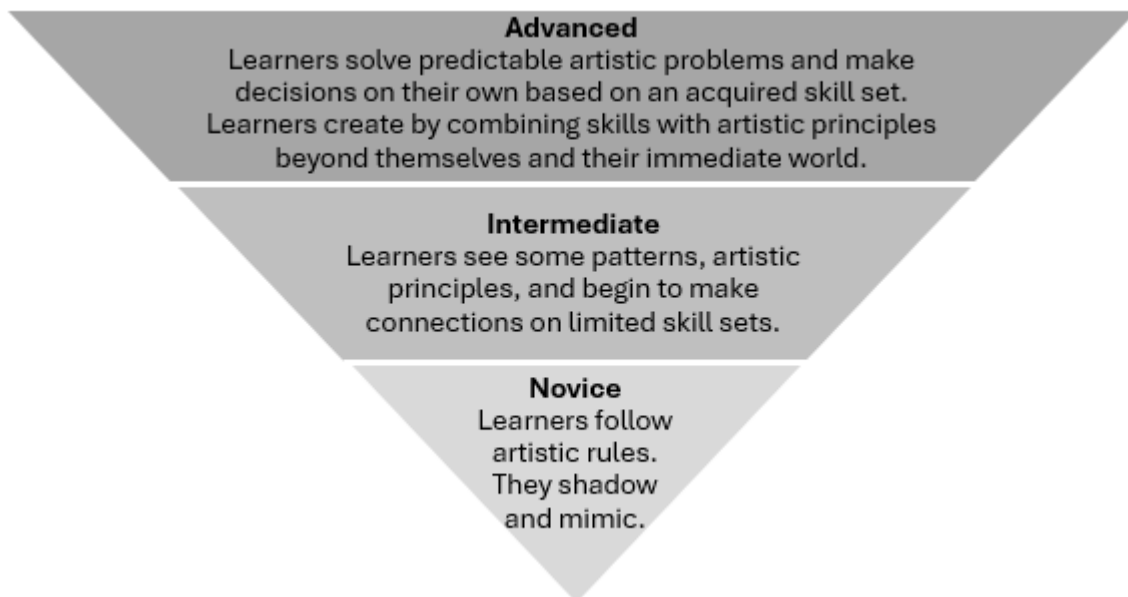 Advanced
Learners solve predictable artistic problems and make
decisions on their own based on an acquired skill set.
Learners create by combining skills with artistic principles
beyond themselves and their immediate world.
Intermediate
Learners see some patterns, artistic
principles, and begin to make
connections on limited skill sets.
Novice
Learners follow
artistic rules.
They shadow
and mimic.